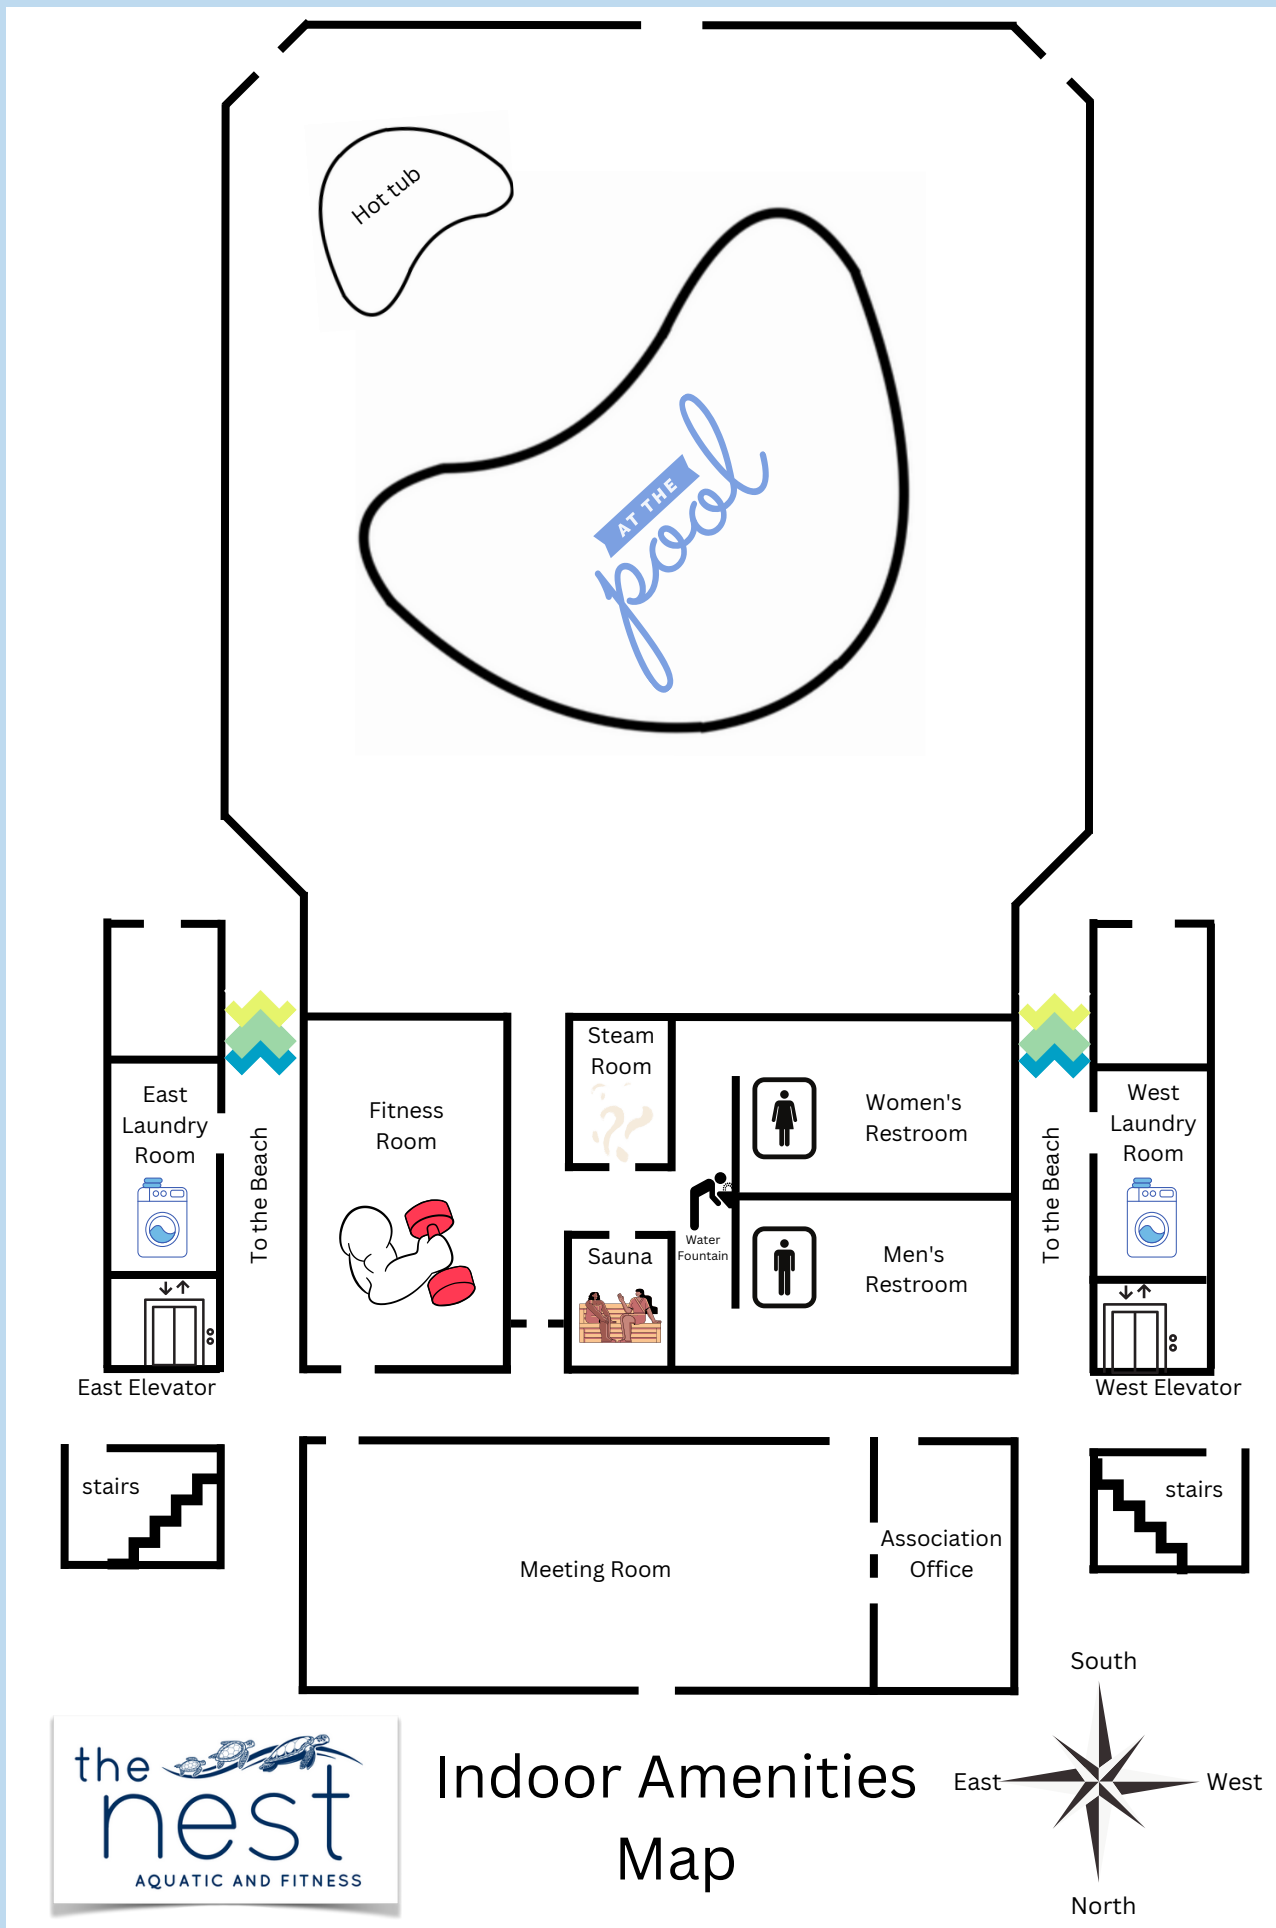 Hot tub
AT THE
pool
Steam
Room
East
Laundry
Room
To the Beach
Fitness
Room
Women's
Restroom
To the Beach
West
Laundry
Room
Water
Fountain
Sauna
Men's
Restroom
East Elevator
West Elevator
stairs
stairs
Meeting Room
Association
Office
South
East
West
North
the
nest
AQUATIC AND FITNESS
Indoor Amenities
Map